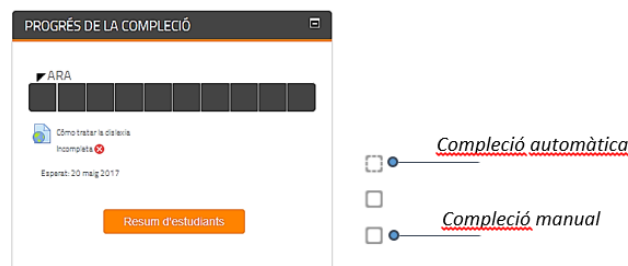 PROGRÉS DE LA COMPLECIÓ
ARA
Cómo tratar la dislexia
Incompleta
Esperat: 20 maig 2017
Resum d'estudiants
Compleció automàtica
Compleció manual